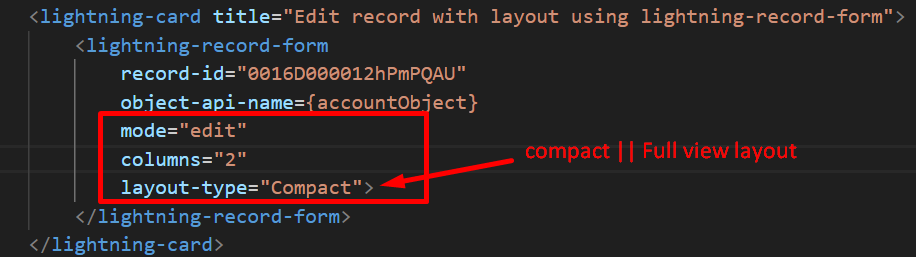 <lightning-card title="Edit record with layout using lightning-record-form">
<lightning-record-form
record-id="0016D000012hPmPQAU"
object-api-name={accountObject}
mode="edit"
columns="2"
compact || Full view layout
layout-type="Compact">
</lightning-record-form>
</lightning-card>